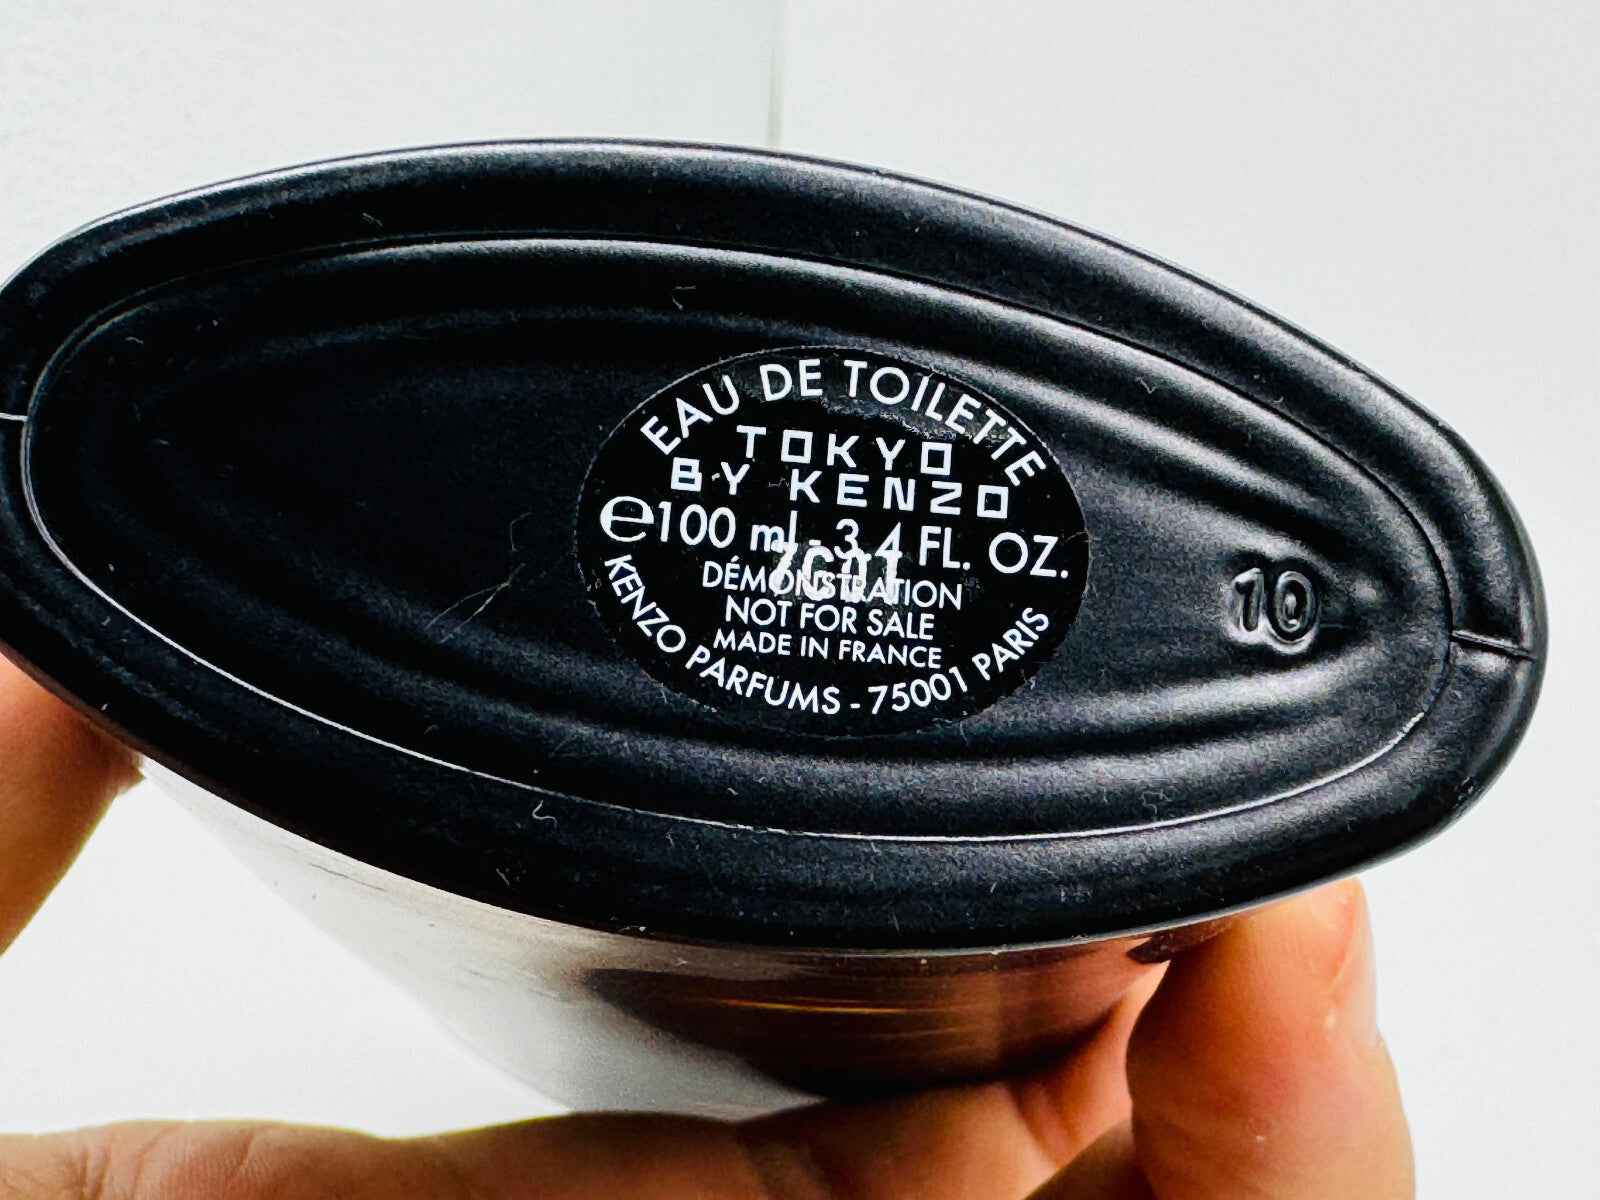 EAU DE TOILETTE
TOKYO
BY KENZO
℮100 ml - 3.4 FL. OZ.
7C01
DÉMONSTRATION
NOT FOR SALE
MADE IN FRANCE
KENZO PARFUMS - 75001 PARIS
10